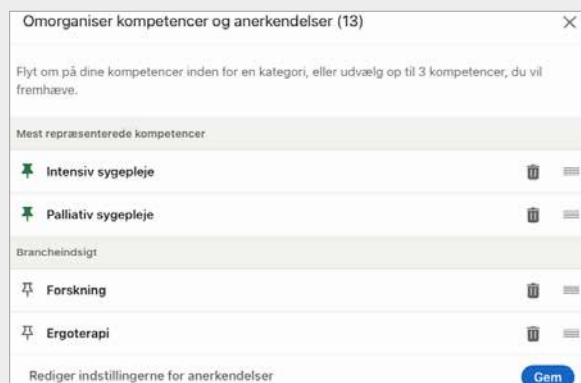 Omorganiser kompetencer og anerkendelser (13)
Flyt om på dine kompetencer inden for en kategori, eller udvælg op til 3 kompetencer, du vil
fremhæve.
Mest repræsenterede kompetencer
Intensiv sygepleje
Palliativ sygepleje
Brancheindsigt
Forskning
Ergoterapi
Rediger indstillingerne for anerkendelser
Gem